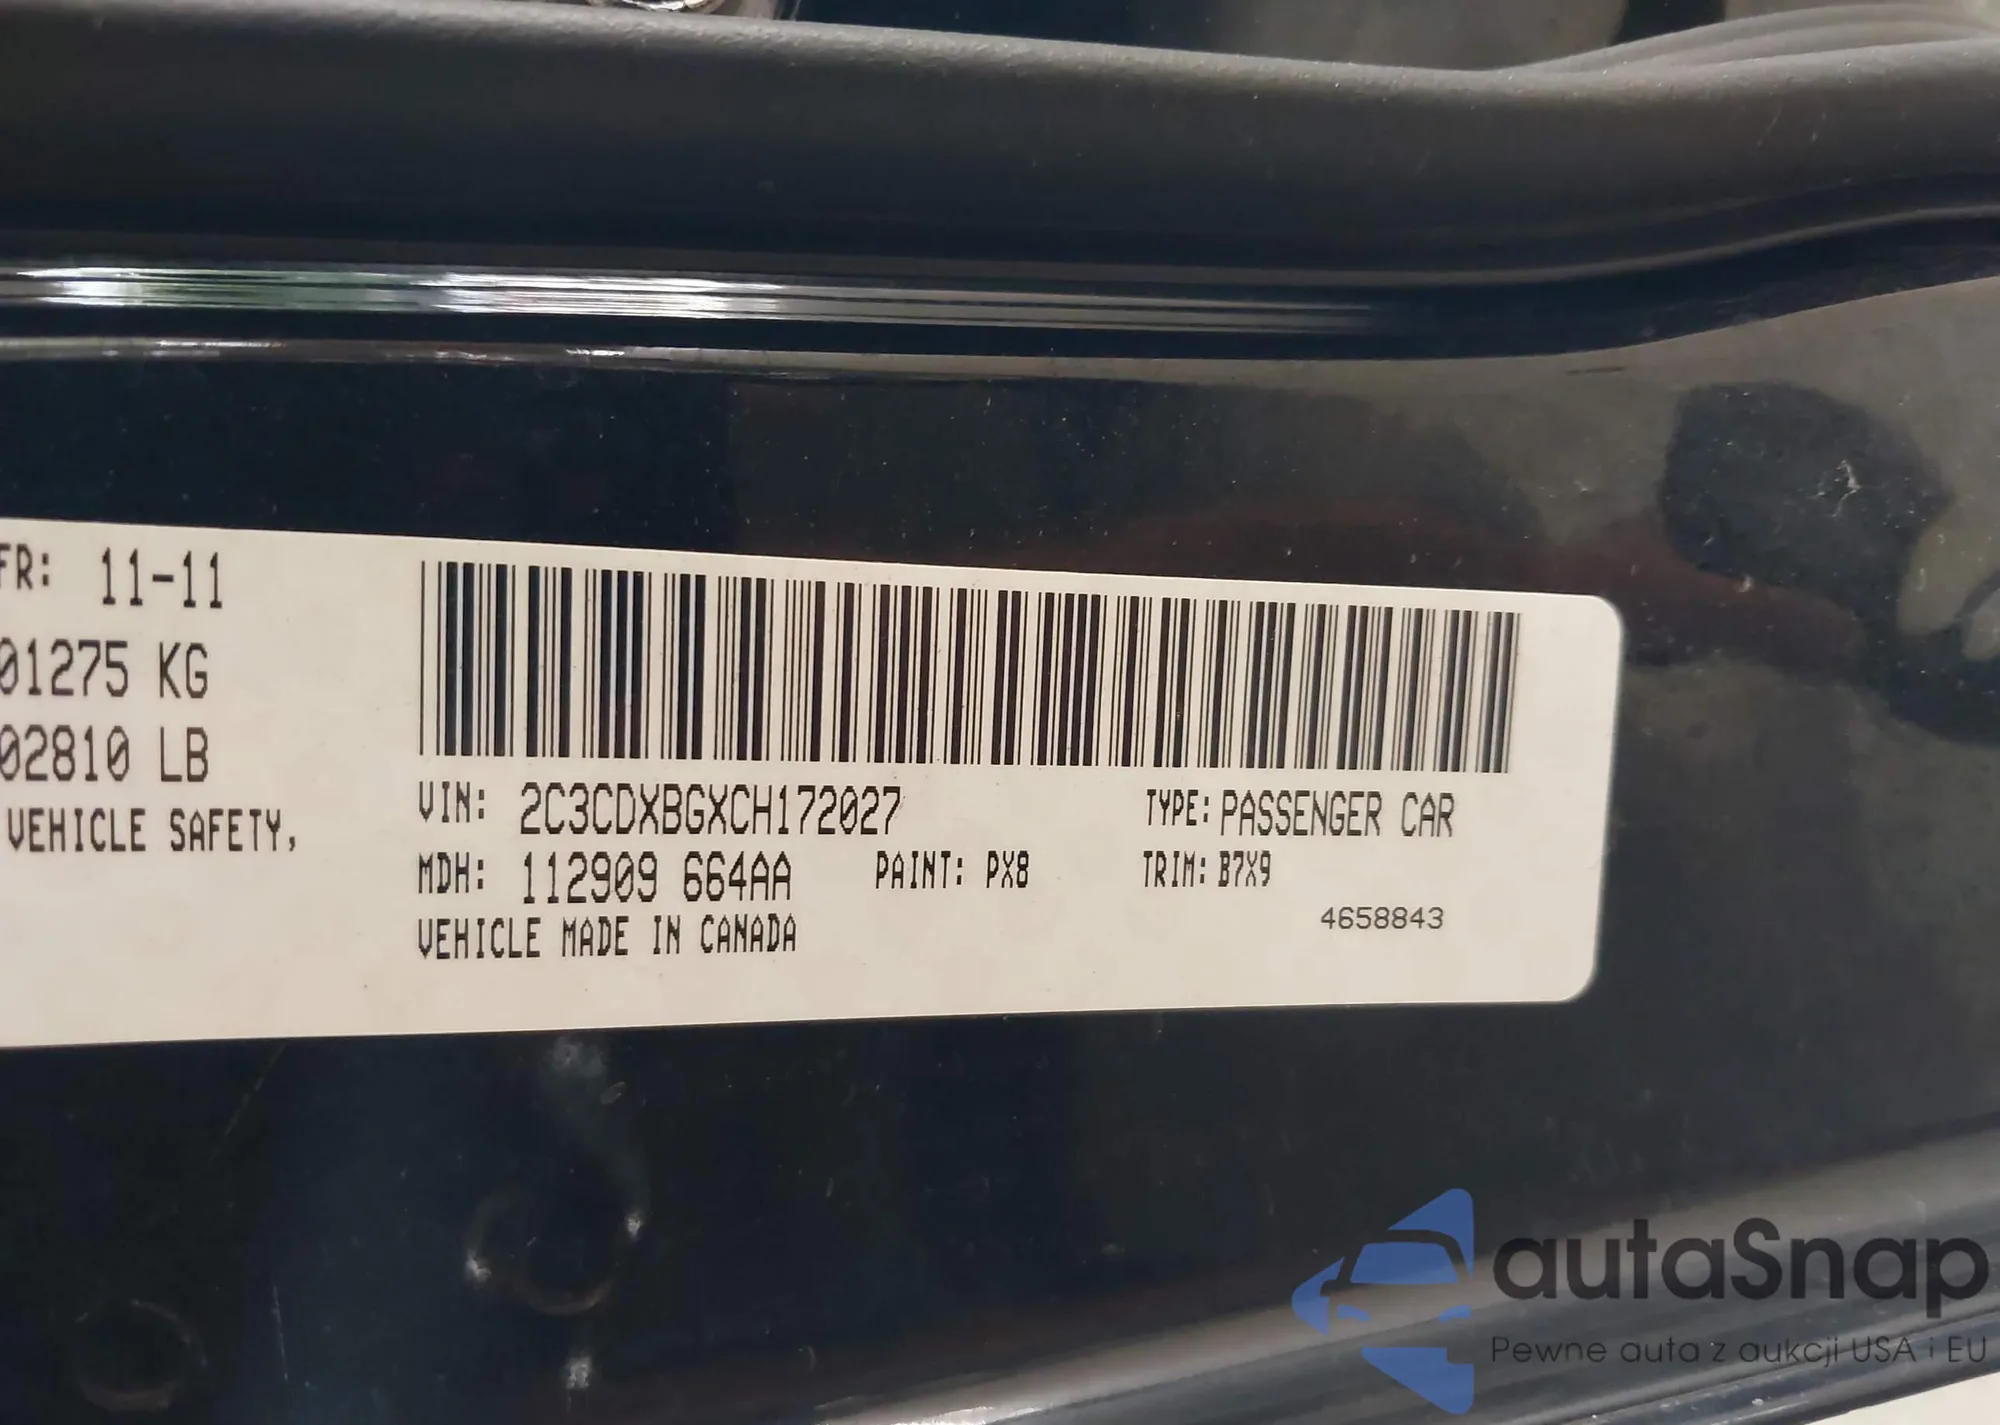 FR: 11-11
01275 KG
02810 LB
VEHICLE SAFETY,
VIN: 2C3CDXBGXCH172027
TYPE: PASSENGER CAR
MDH: 112909 664AA
PAINT: PX8
TRIM: B7X9
VEHICLE MADE IN CANADA
4658843
autaSnap
Pewne auta z aukcji USA i EU